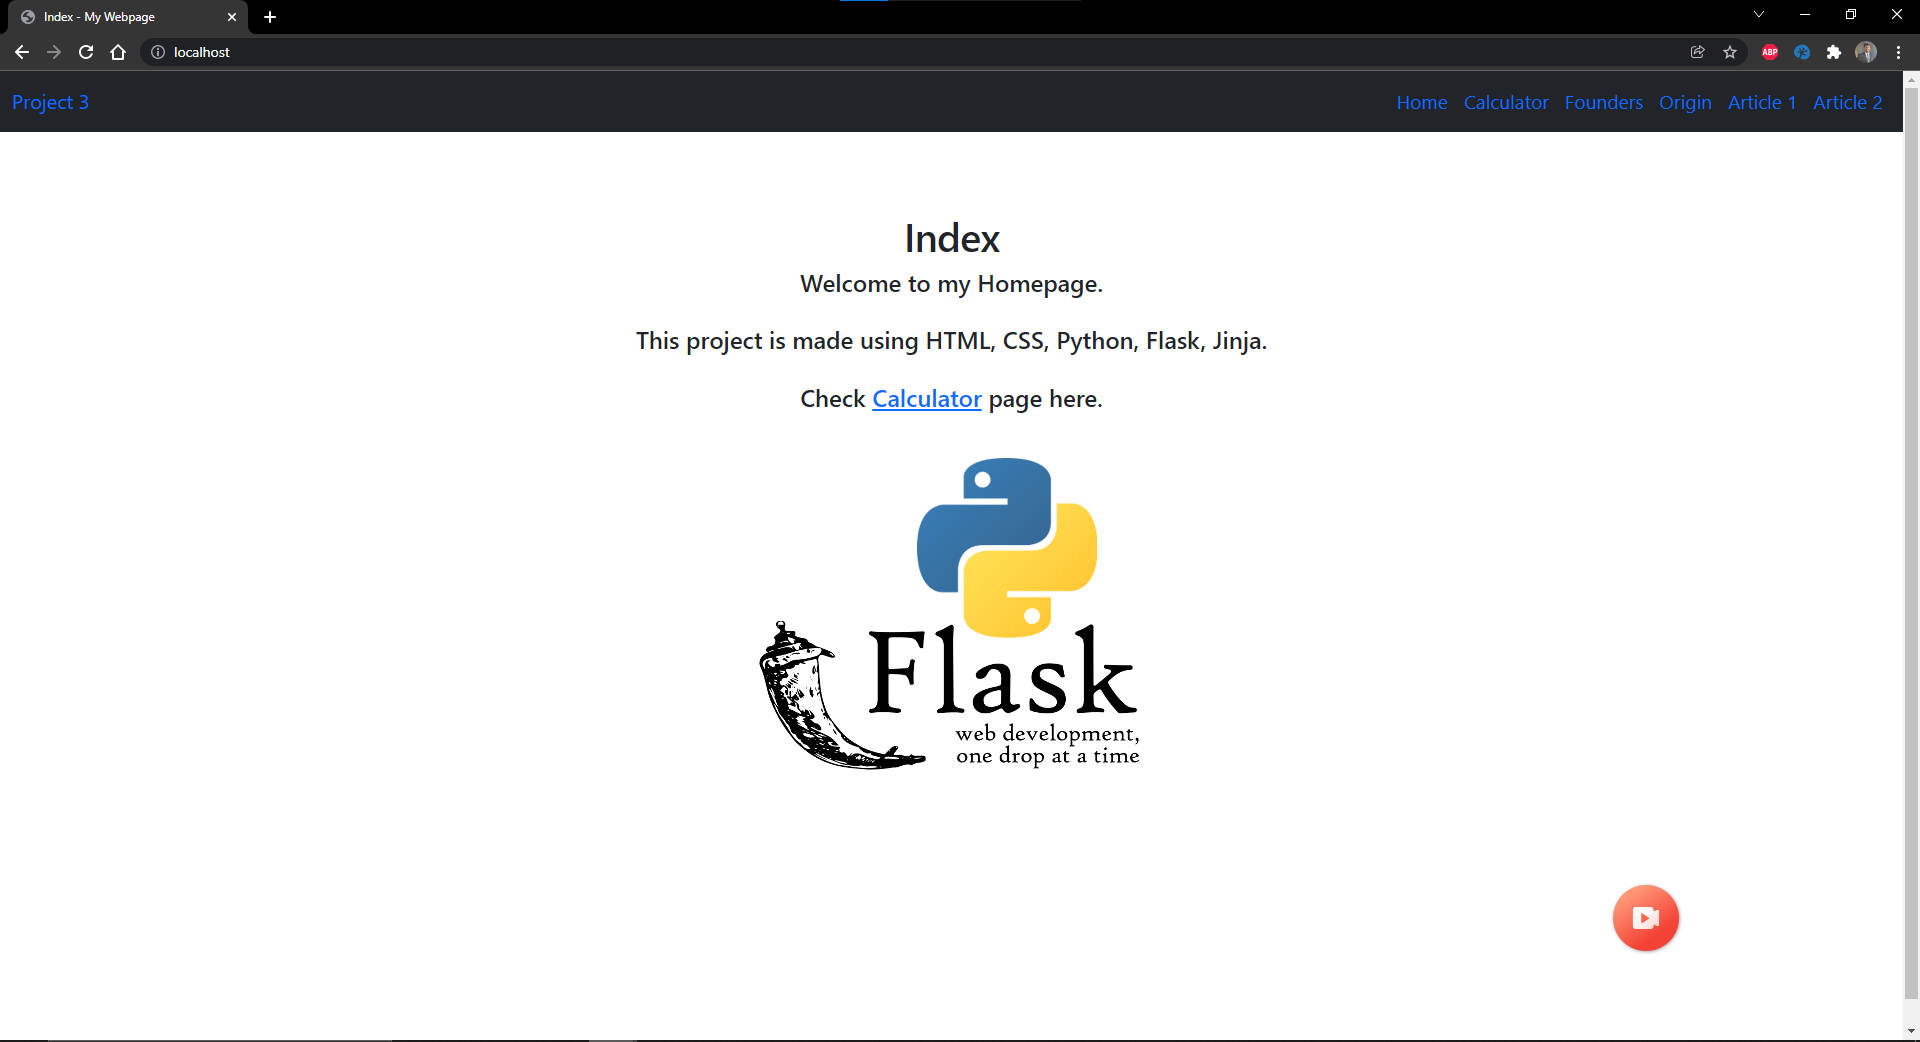 Index - My Webpage
localhost
ABP
Project 3 Home Calculator Founders Origin Article 1 Article 2
Index
Welcome to my Homepage.
This project is made using HTML, CSS, Python, Flask, Jinja.
Check Calculator page here.
Flask
web development,
one drop at a time